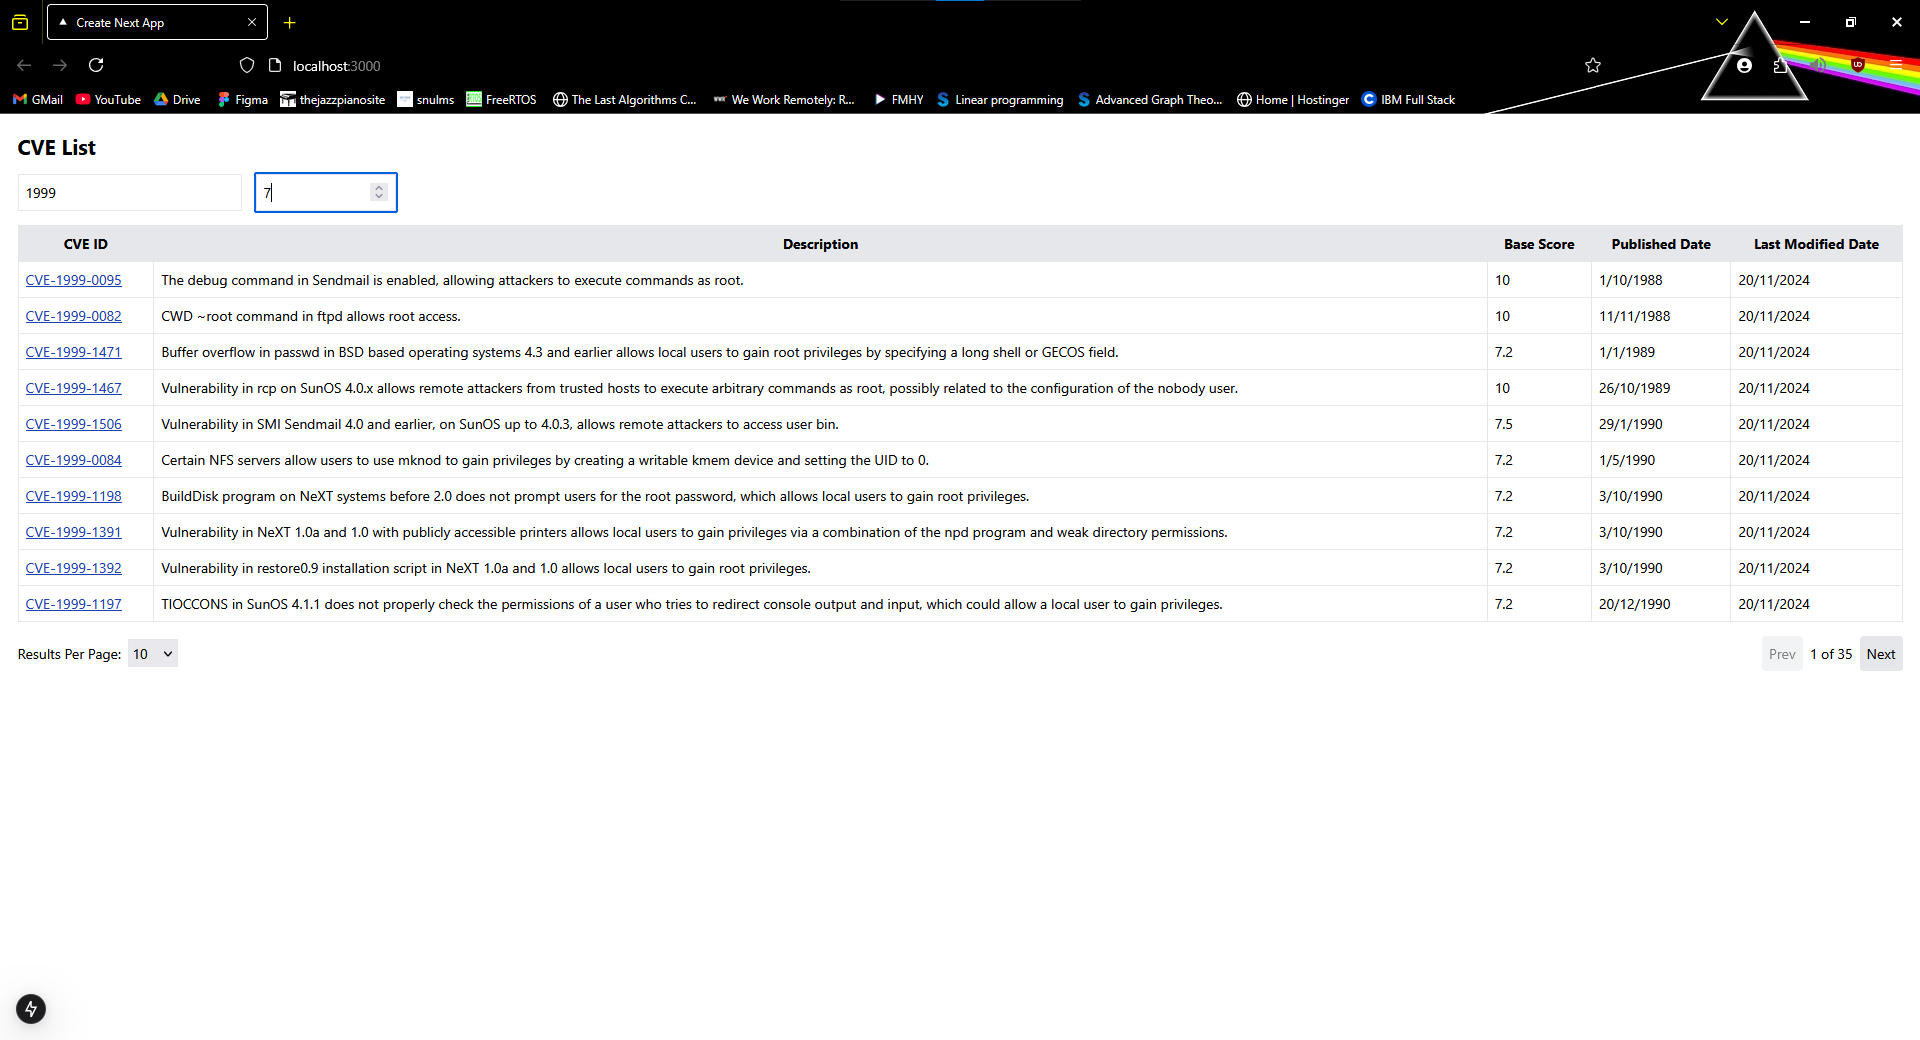 Create Next App
localhost:3000
GMail YouTube Drive Figma thejazzpianosite snulms FreeRTOS The Last Algorithms C... We Work Remotely: R... FMHY Linear programming Advanced Graph Theo... Home | Hostinger IBM Full Stack
CVE List
1999 7
CVE ID Description Base Score Published Date Last Modified Date
CVE-1999-0095 The debug command in Sendmail is enabled, allowing attackers to execute commands as root. 10 1/10/1988 20/11/2024
CVE-1999-0082 CWD ~root command in ftpd allows root access. 10 11/11/1988 20/11/2024
CVE-1999-1471 Buffer overflow in passwd in BSD based operating systems 4.3 and earlier allows local users to gain root privileges by specifying a long shell or GECOS field. 7.2 1/1/1989 20/11/2024
CVE-1999-1467 Vulnerability in rcp on SunOS 4.0.x allows remote attackers from trusted hosts to execute arbitrary commands as root, possibly related to the configuration of the nobody user. 10 26/10/1989 20/11/2024
CVE-1999-1506 Vulnerability in SMI Sendmail 4.0 and earlier, on SunOS up to 4.0.3, allows remote attackers to access user bin. 7.5 29/1/1990 20/11/2024
CVE-1999-0084 Certain NFS servers allow users to use mknod to gain privileges by creating a writable kmem device and setting the UID to 0. 7.2 1/5/1990 20/11/2024
CVE-1999-1198 BuildDisk program on NeXT systems before 2.0 does not prompt users for the root password, which allows local users to gain root privileges. 7.2 3/10/1990 20/11/2024
CVE-1999-1391 Vulnerability in NeXT 1.0a and 1.0 with publicly accessible printers allows local users to gain privileges via a combination of the npd program and weak directory permissions. 7.2 3/10/1990 20/11/2024
CVE-1999-1392 Vulnerability in restore0.9 installation script in NeXT 1.0a and 1.0 allows local users to gain root privileges. 7.2 3/10/1990 20/11/2024
CVE-1999-1197 TIOCCONS in SunOS 4.1.1 does not properly check the permissions of a user who tries to redirect console output and input, which could allow a local user to gain privileges. 7.2 20/12/1990 20/11/2024
Results Per Page: 10 Prev 1 of 35 Next